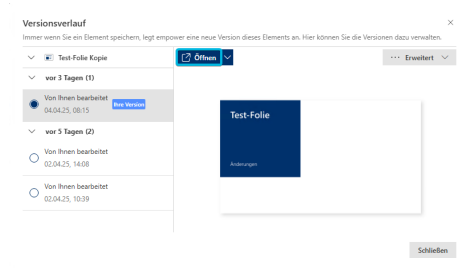 Versionsverlauf
Immer wenn Sie ein Element speichern, legt empower eine neue Version dieses Elements an. Hier können Sie die Versionen dazu verwalten.
Test-Folie Kopie
Öffnen
··· Erweitert
vor 3 Tagen (1)
Von Ihnen bearbeitet
Ihre Version
04.04.25, 08:15
vor 5 Tagen (2)
Von Ihnen bearbeitet
02.04.25, 14:08
Von Ihnen bearbeitet
02.04.25, 10:39
Test-Folie
Änderungen
Schließen